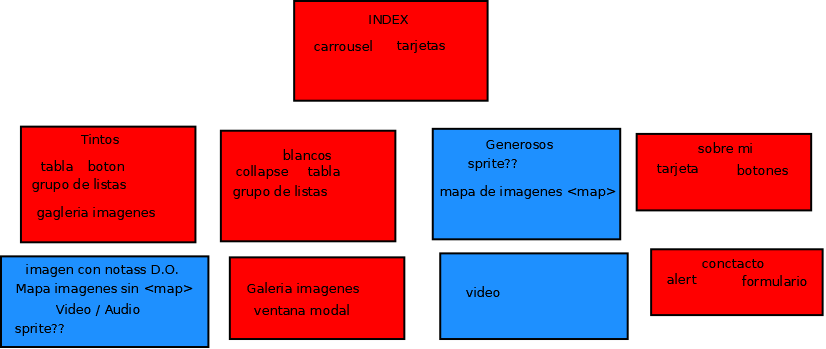 INDEX
carrousel tarjetas
Tintos
tabla boton
grupo de listas
gagleria imagenes
blancos
collapse tabla
grupo de listas
Generosos
sprite??
mapa de imagenes <map>
sobre mi
tarjeta botones
imagen con notass D.O.
Mapa imagenes sin <map>
Video / Audio
sprite??
Galeria imagenes
ventana modal
video
conctacto
alert formulario